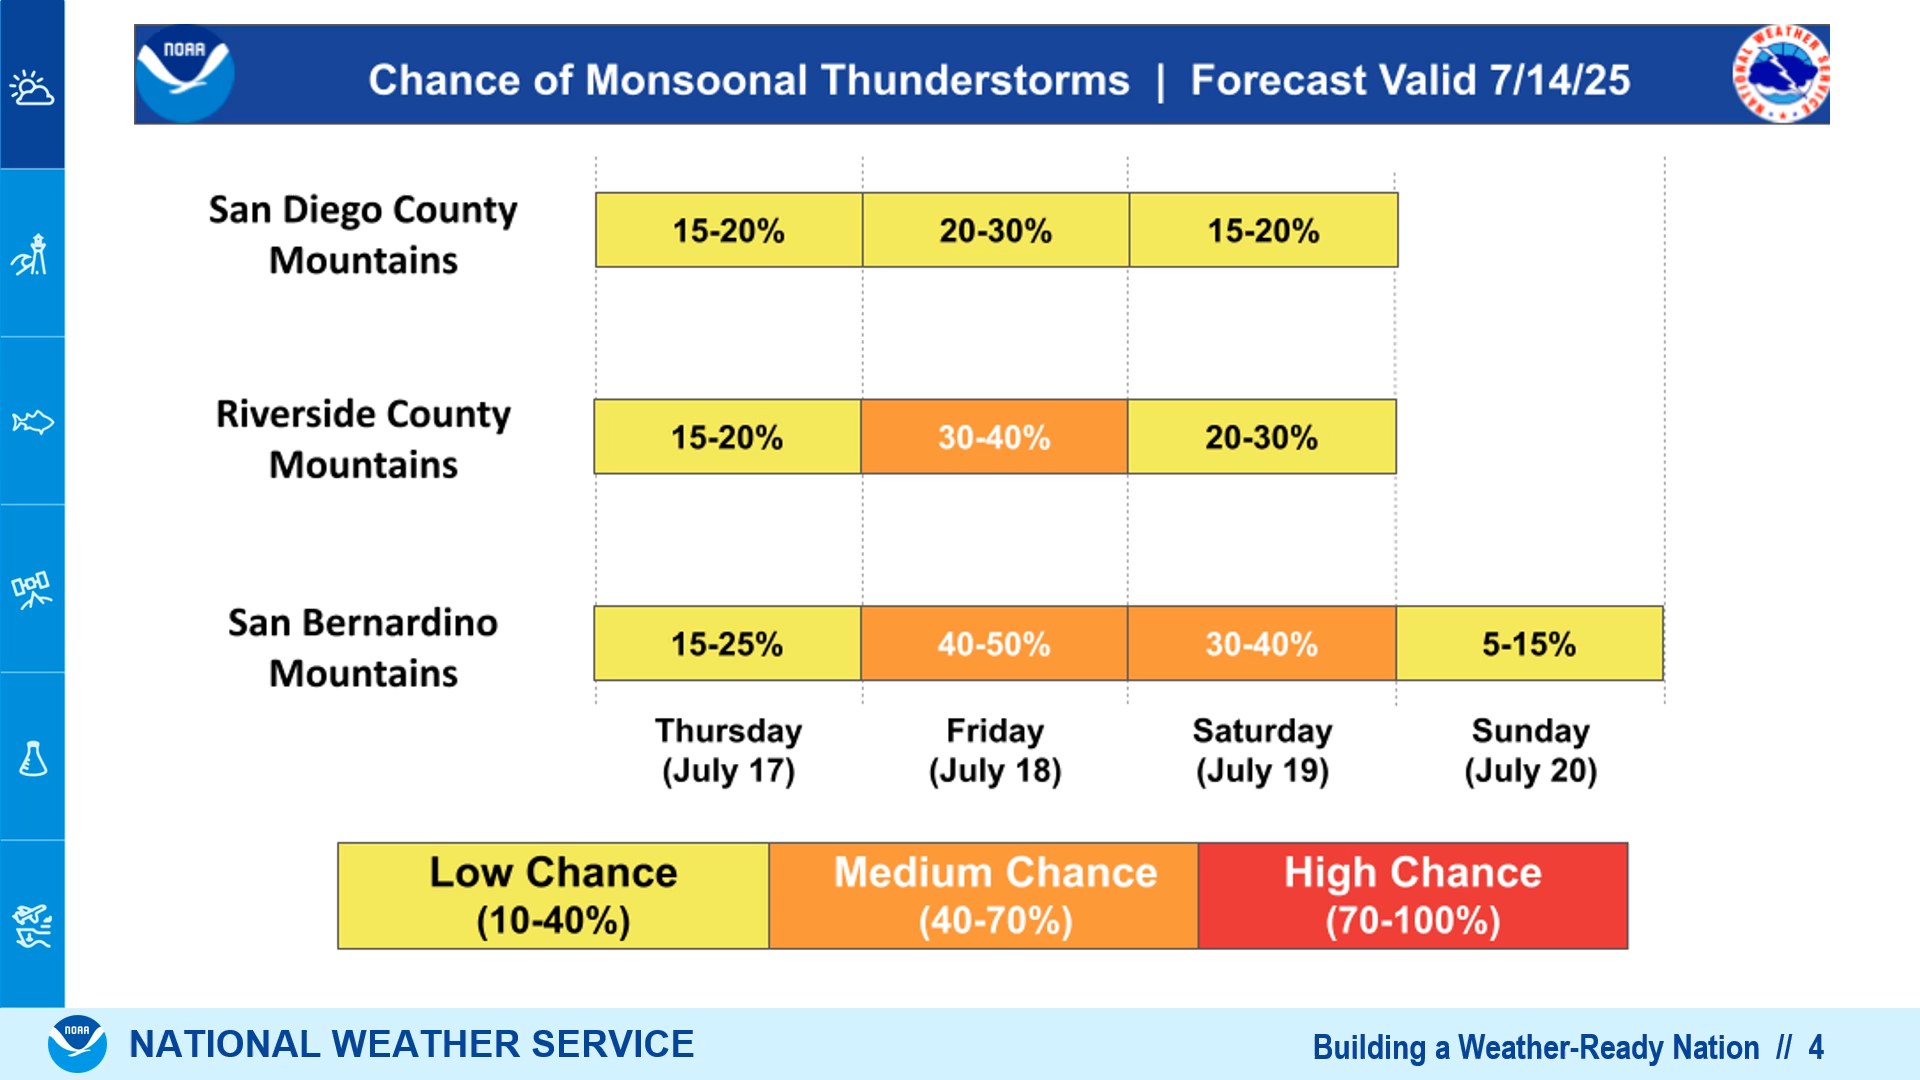 NOAA
Chance of Monsoonal Thunderstorms | Forecast Valid 7/14/25
NATIONAL WEATHER SERVICE
San Diego County
Mountains
15-20%
20-30%
15-20%
Riverside County
Mountains
15-20%
30-40%
20-30%
San Bernardino
Mountains
15-25%
40-50%
30-40%
5-15%
Thursday
(July 17)
Friday
(July 18)
Saturday
(July 19)
Sunday
(July 20)
Low Chance
(10-40%)
Medium Chance
(40-70%)
High Chance
(70-100%)
NOAA
NATIONAL WEATHER SERVICE
Building a Weather-Ready Nation // 4